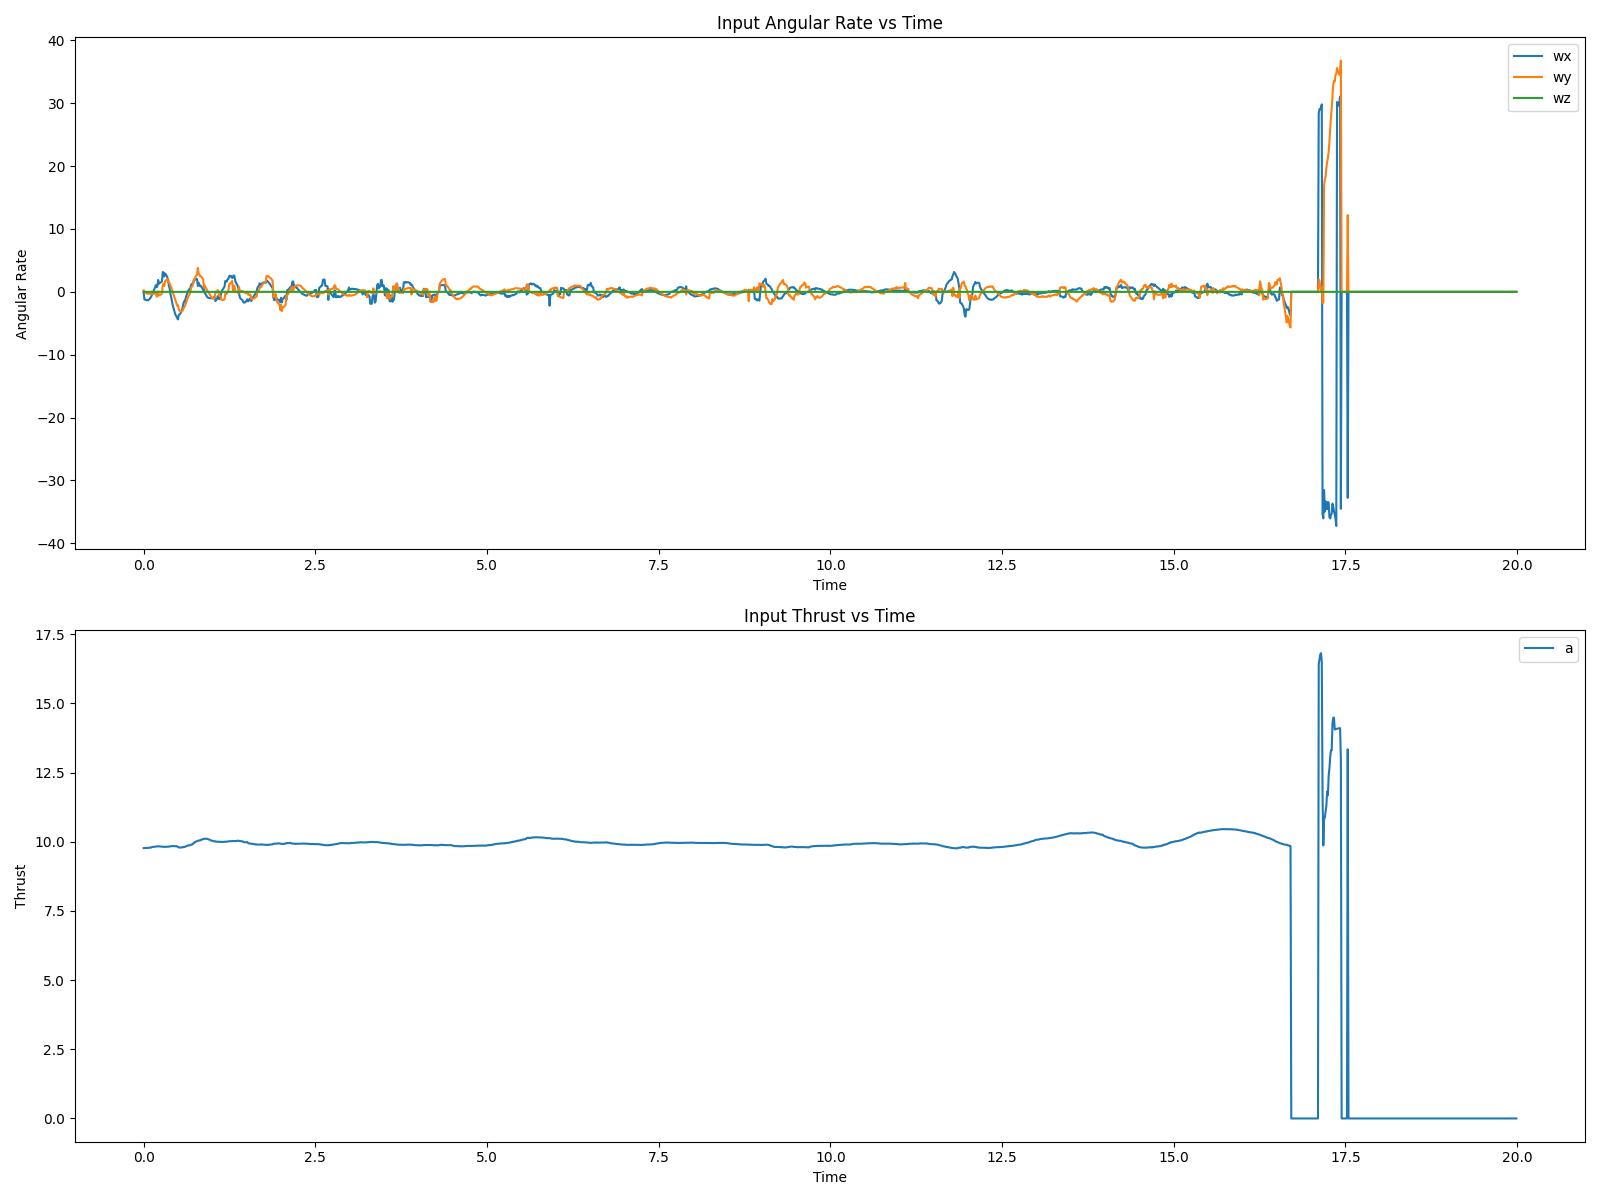 Input Angular Rate vs Time
40
30
20
10
0
−10
−20
−30
−40
Angular Rate
wx
wy
wz
0.0 2.5 5.0 7.5 10.0 12.5 15.0 17.5 20.0
Time
Input Thrust vs Time
17.5
15.0
12.5
10.0
7.5
5.0
2.5
0.0
Thrust
a
0.0 2.5 5.0 7.5 10.0 12.5 15.0 17.5 20.0
Time